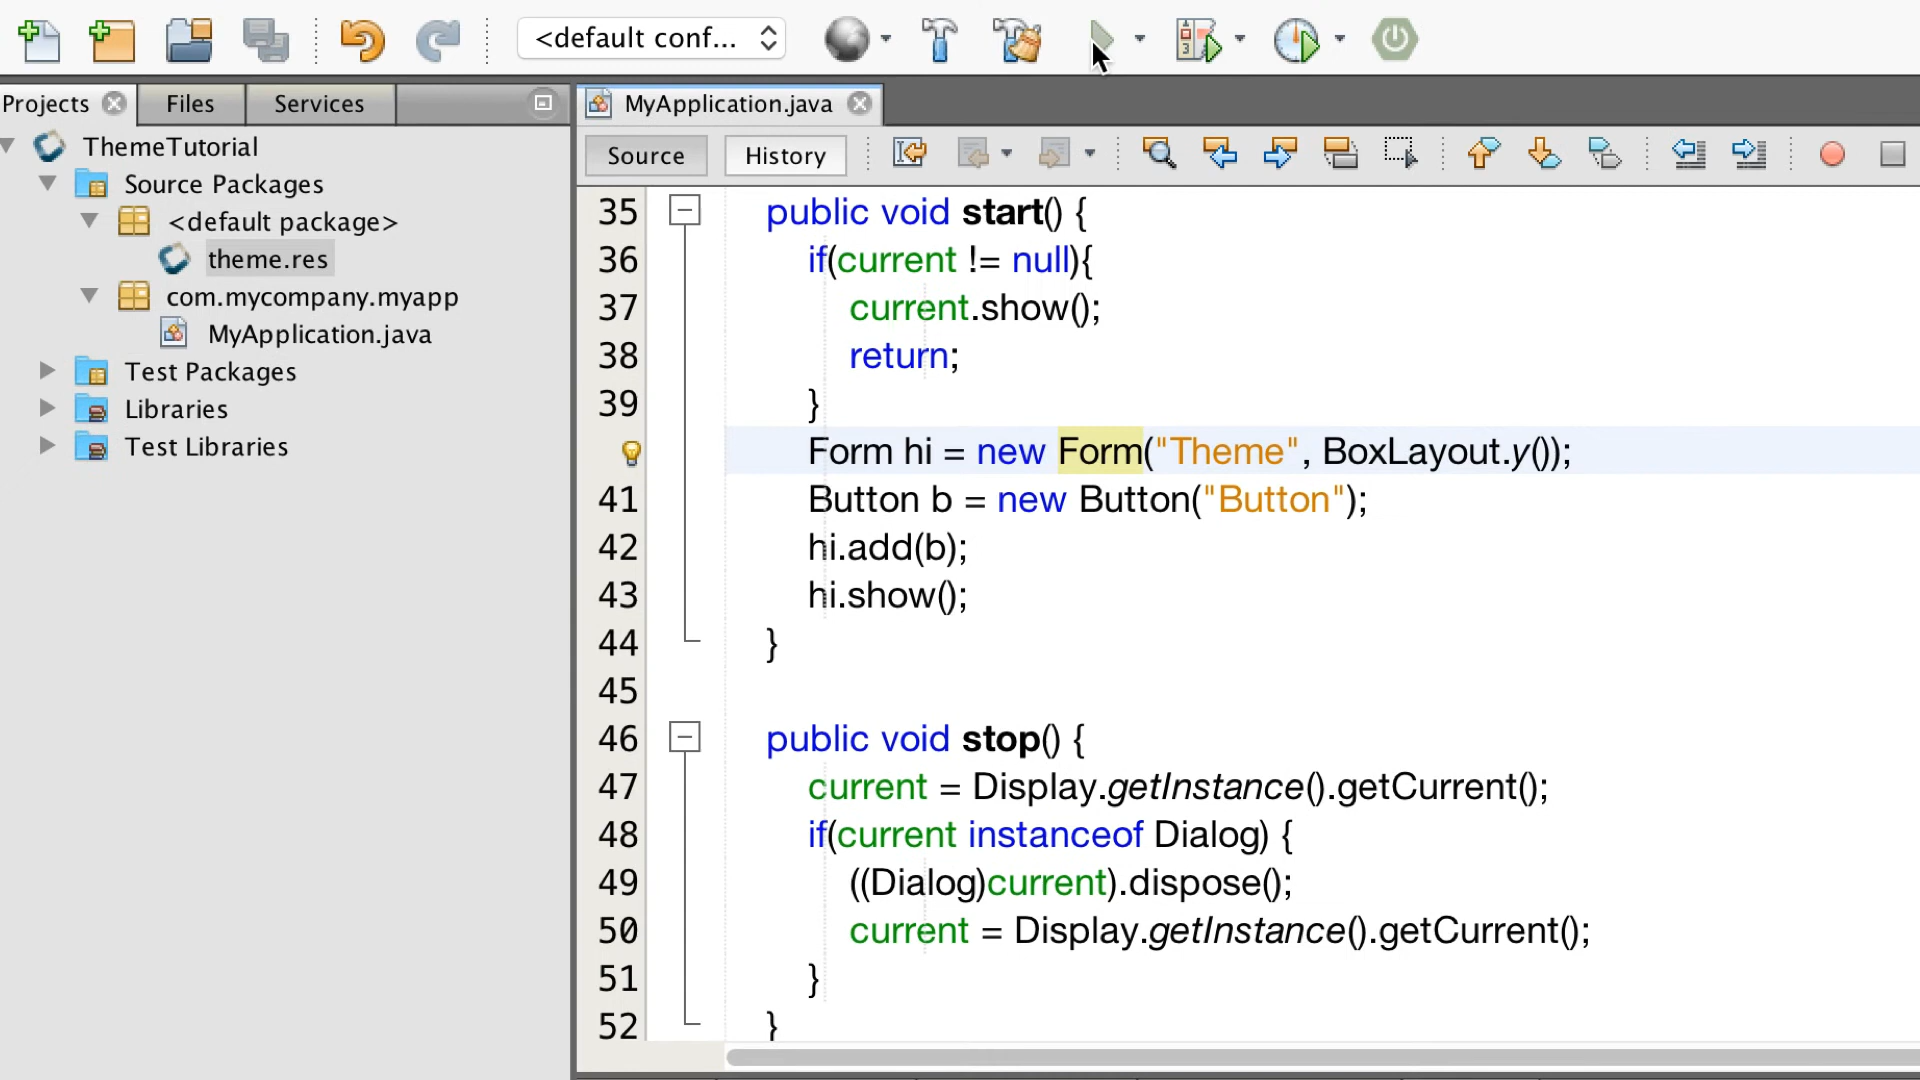 <default conf...
Projects
Files
Services
MyApplication.java
ThemeTutorial
Source Packages
<default package>
theme.res
com.mycompany.myapp
MyApplication.java
Test Packages
Libraries
Test Libraries
Source
History
35 public void start() {
36 if(current != null){
37 current.show();
38 return;
39 }
Form hi = new Form("Theme", BoxLayout.y());
41 Button b = new Button("Button");
42 hi.add(b);
43 hi.show();
44 }
45
46 public void stop() {
47 current = Display.getInstance().getCurrent();
48 if(current instanceof Dialog) {
49 ((Dialog)current).dispose();
50 current = Display.getInstance().getCurrent();
51 }
52 }